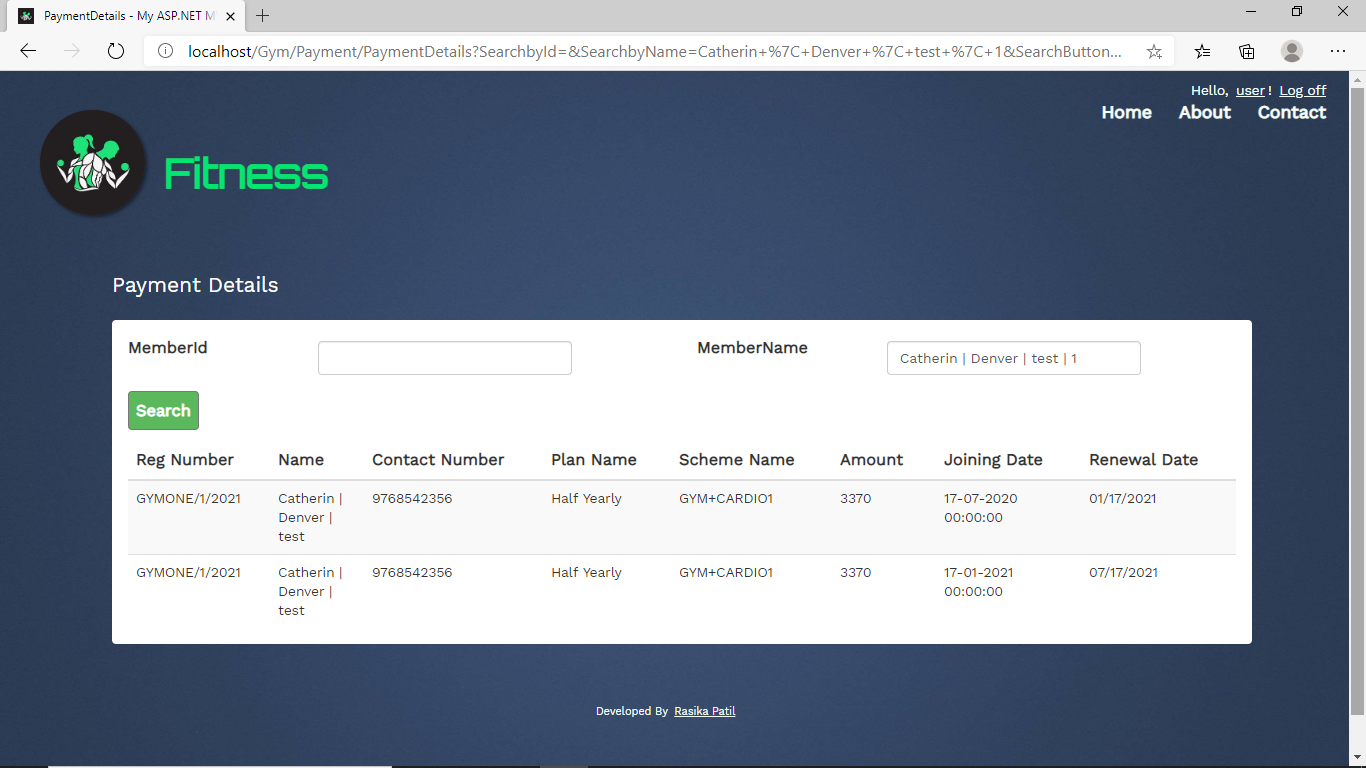 PaymentDetails - My ASP.NET M
localhost/Gym/Payment/PaymentDetails?SearchbyId=&SearchbyName=Catherin+%7C+Denver+%7C+test+%7C+1&SearchButton...
Hello, user! Log off
Home About Contact
Fitness
Payment Details
MemberId MemberName Catherin | Denver | test | 1
Search
Reg Number Name Contact Number Plan Name Scheme Name Amount Joining Date Renewal Date
GYMONE/1/2021 Catherin | 9768542356 Half Yearly GYM+CARDIO1 3370 17-07-2020 01/17/2021
Denver | 00:00:00
test
GYMONE/1/2021 Catherin | 9768542356 Half Yearly GYM+CARDIO1 3370 17-01-2021 07/17/2021
Denver | 00:00:00
test
Developed By Rasika Patil